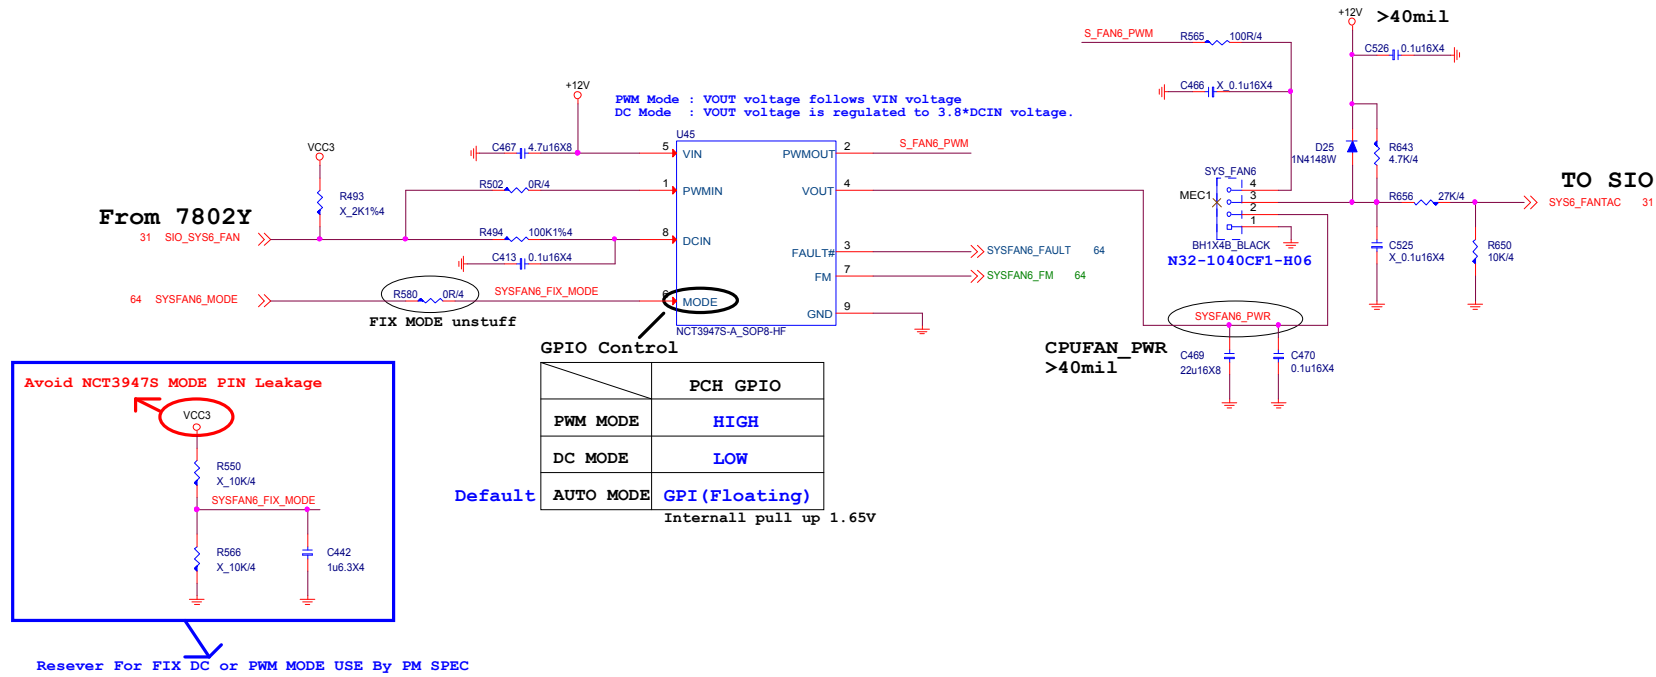 +12V >40mil
S_FAN6_PWM R565 100R/4
C526 0.1u16X4
+12V
C466 X_0.1u16X4
PWM Mode : VOUT voltage follows VIN voltage
DC Mode : VOUT voltage is regulated to 3.8*DCIN voltage.
U45
VCC3
C467 4.7u16X8 5 VIN PWMOUT 2 S_FAN6_PWM
D25
1N4148W
R643
4.7K/4
SYS_FAN6
R502 0R/4 1 PWMIN VOUT 4
R493
X_2K1%4
MEC1 4
3
2
1
R656 27K/4
TO SIO
SYS6_FANTAC 31
From 7802Y
31 SIO_SYS6_FAN
R494 100K1%4 8 DCIN
FAULT# 3 SYSFAN6_FAULT 64
BH1X4B_BLACK
N32-1040CF1-H06
C525
X_0.1u16X4
R650
10K/4
C413 0.1u16X4
FM 7 SYSFAN6_FM 64
64 SYSFAN6_MODE R580 0R/4 SYSFAN6_FIX_MODE 6 MODE
GND 9
FIX MODE unstuff
NCT3947S-A_SOP8-HF
SYSFAN6_PWR
GPIO Control
CPUFAN_PWR
>40mil
C469
22u16X8
C470
0.1u16X4
PCH GPIO
PWM MODE HIGH
DC MODE LOW
Default AUTO MODE GPI(Floating)
Internall pull up 1.65V
Avoid NCT3947S MODE PIN Leakage
VCC3
R550
X_10K/4
SYSFAN6_FIX_MODE
R566
X_10K/4
C442
1u6.3X4
Resever For FIX DC or PWM MODE USE By PM SPEC